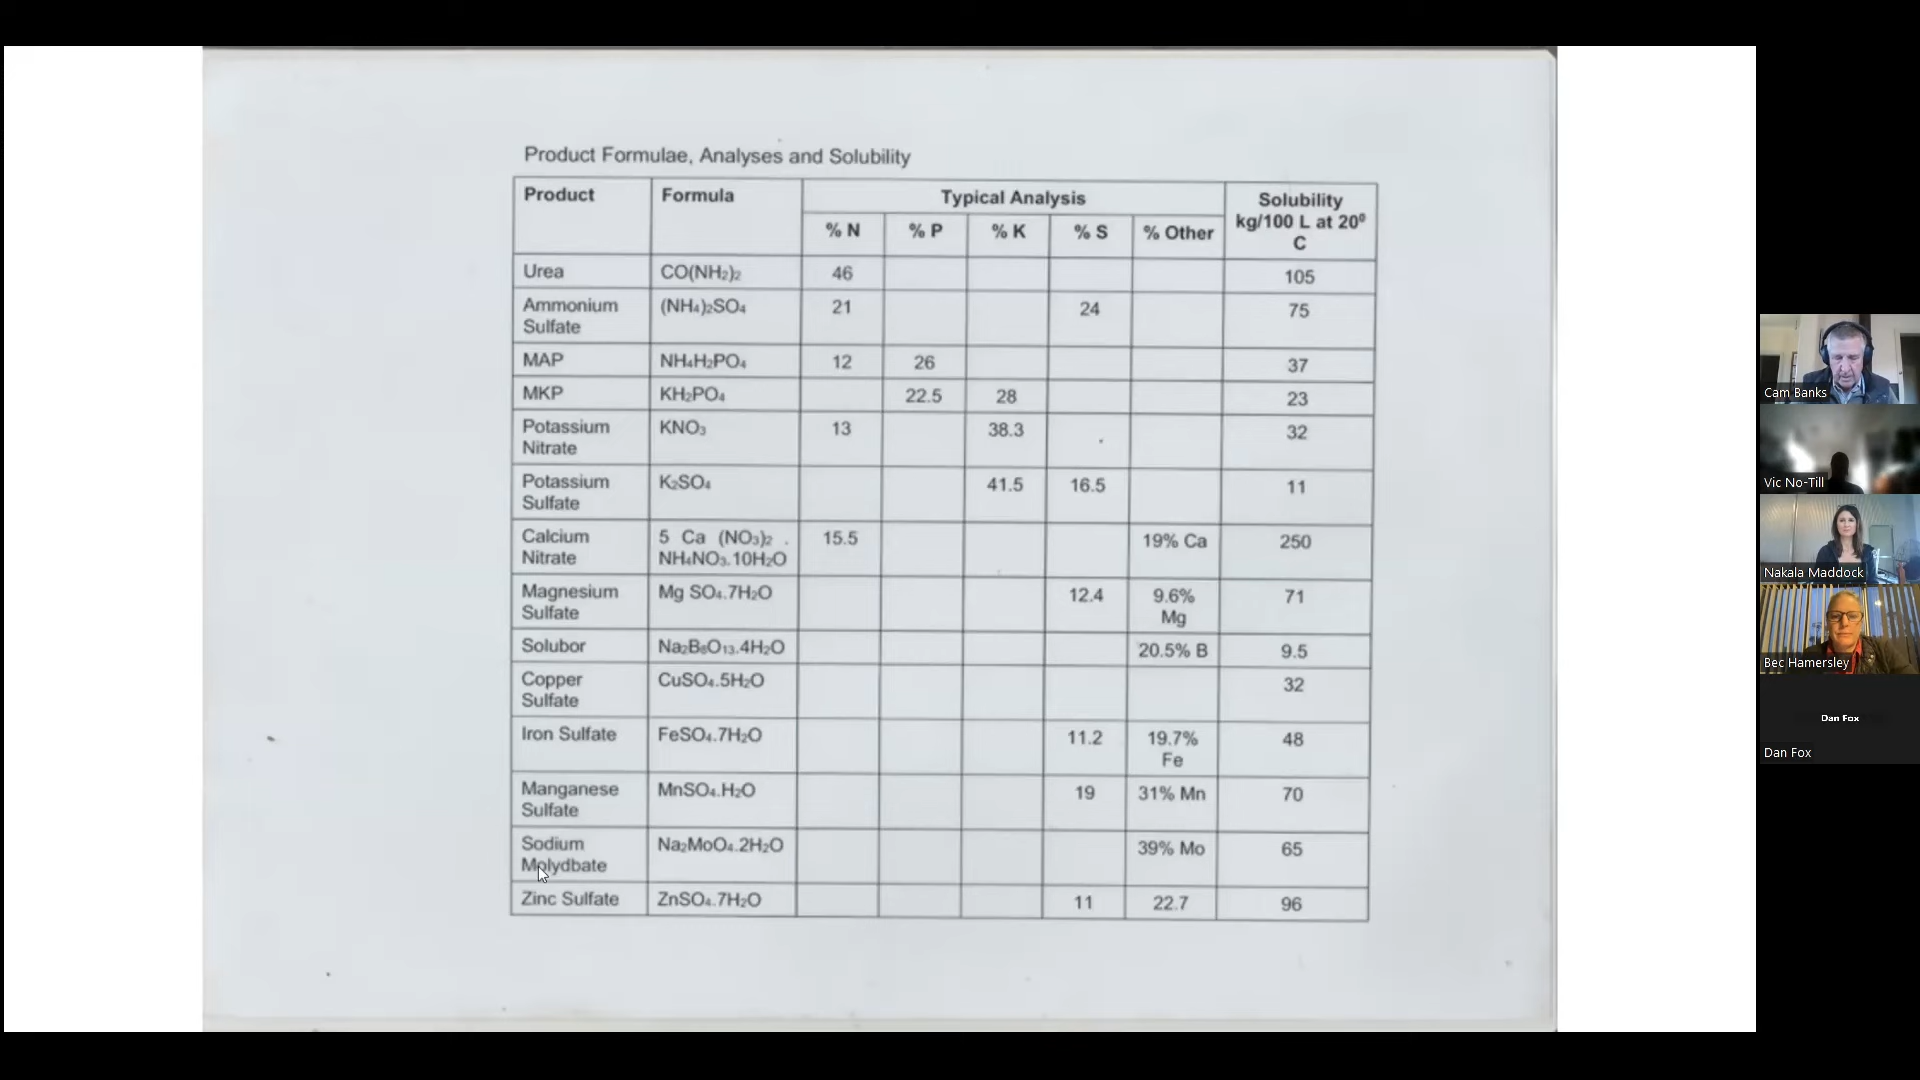 Product Formulae, Analyses and Solubility
Product Formula Typical Analysis Solubility kg/100 L at 20⁰ C
% N % P % K % S % Other
Urea CO(NH₂)₂ 46 105
Ammonium Sulfate (NH₄)₂SO₄ 21 24 75
MAP NH₄H₂PO₄ 12 26 37
MKP KH₂PO₄ 22.5 28 23
Potassium Nitrate KNO₃ 13 38.3 32
Potassium Sulfate K₂SO₄ 41.5 16.5 11
Calcium Nitrate 5 Ca (NO₃)₂ . NH₄NO₃.10H₂O 15.5 19% Ca 250
Magnesium Sulfate Mg SO₄.7H₂O 12.4 9.6% Mg 71
Solubor Na₂B₈O₁₃.4H₂O 20.5% B 9.5
Copper Sulfate CuSO₄.5H₂O 32
Iron Sulfate FeSO₄.7H₂O 11.2 19.7% Fe 48
Manganese Sulfate MnSO₄.H₂O 19 31% Mn 70
Sodium Molydbate Na₂MoO₄.2H₂O 39% Mo 65
Zinc Sulfate ZnSO₄.7H₂O 11 22.7 96
Cam Banks
Vic No-Till
Nakala Maddock
Bec Hamersley
Dan Fox
Dan Fox